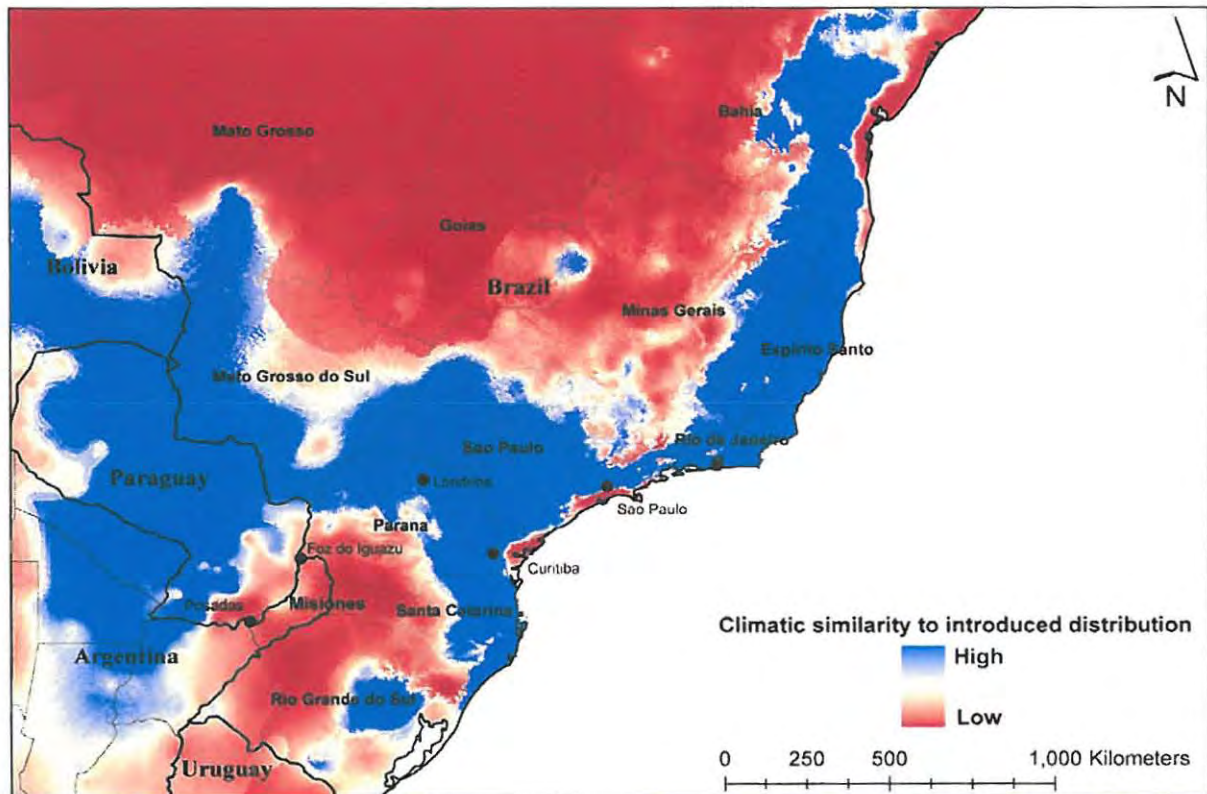 N
Bahia
Mato Grosso
Goias
Bolivia
Brazil
Minas Gerais
Espirito Santo
Mato Grosso do Sul
Rio de Janeiro
Sao Paulo
Paraguay
Londrina
Sao Paulo
Parana
Foz do Iguazu
Curitiba
Posadas
Misiones
Santa Catarina
Argentina
Rio Grande do Sul
Uruguay
Climatic similarity to introduced distribution
High
Low
0 250 500 1,000 Kilometers